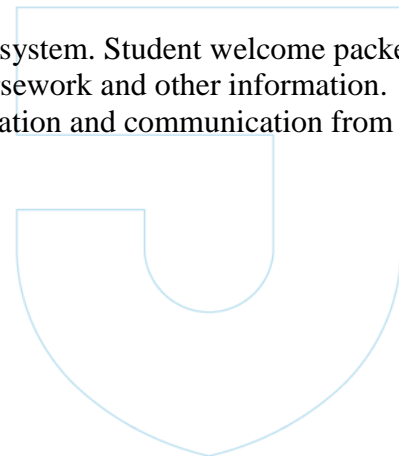 system. Student welcome packe
sework and other information.
ation and communication from